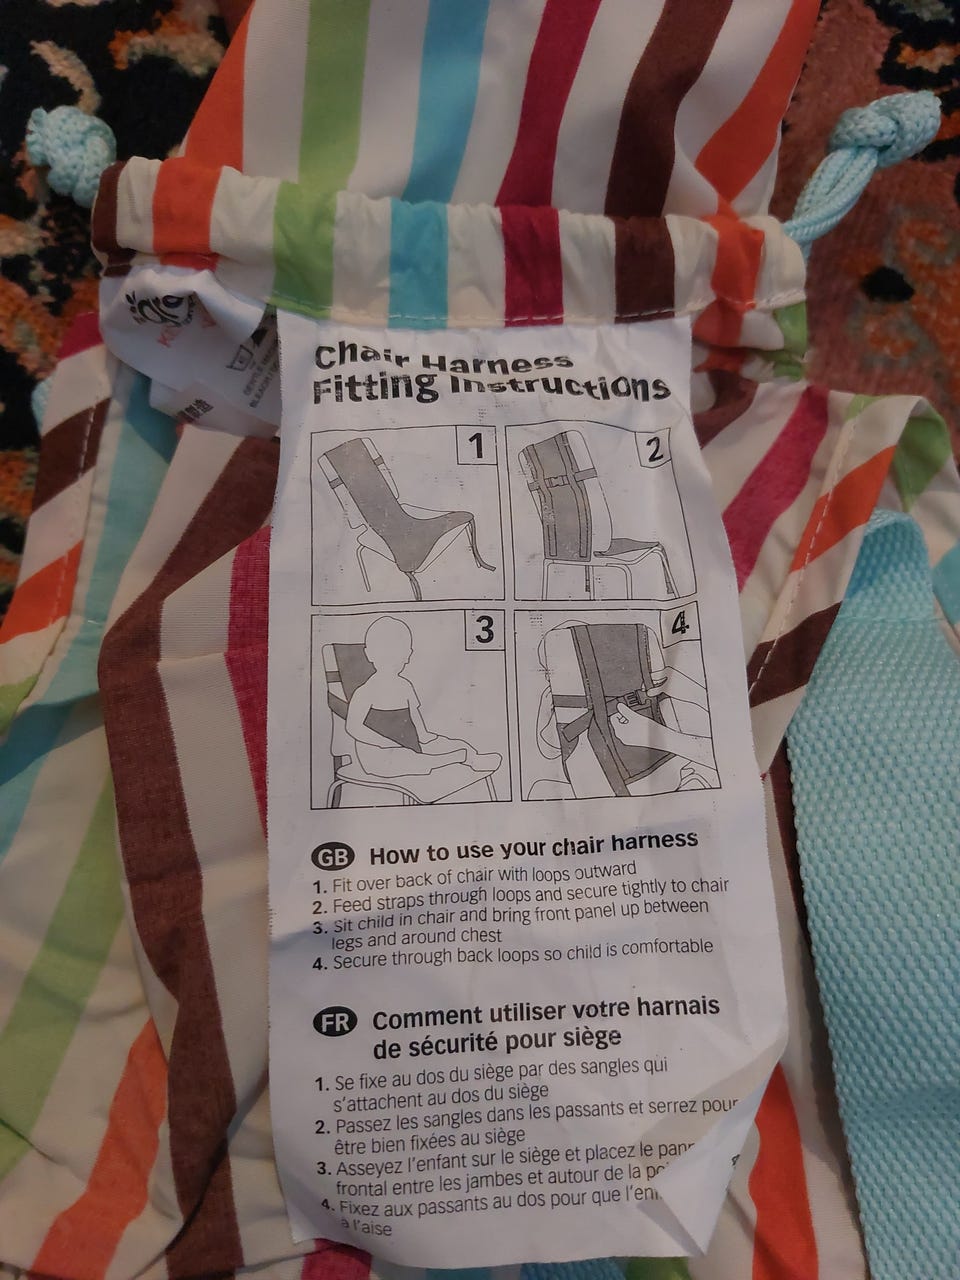 Chair Harness
Fitting Instructions
1
2
3
4
GB How to use your chair harness
1. Fit over back of chair with loops outward
2. Feed straps through loops and secure tightly to chair
3. Sit child in chair and bring front panel up between
legs and around chest
4. Secure through back loops so child is comfortable
FR Comment utiliser votre harnais
de sécurité pour siège
1. Se fixe au dos du siège par des sangles qui
s'attachent au dos du siège
2. Passez les sangles dans les passants et serrez pour
être bien fixées au siège
3. Asseyez l'enfant sur le siège et placez le
frontal entre les jambes et autour de la
4. Fixez aux passants au dos pour que
à l'aise